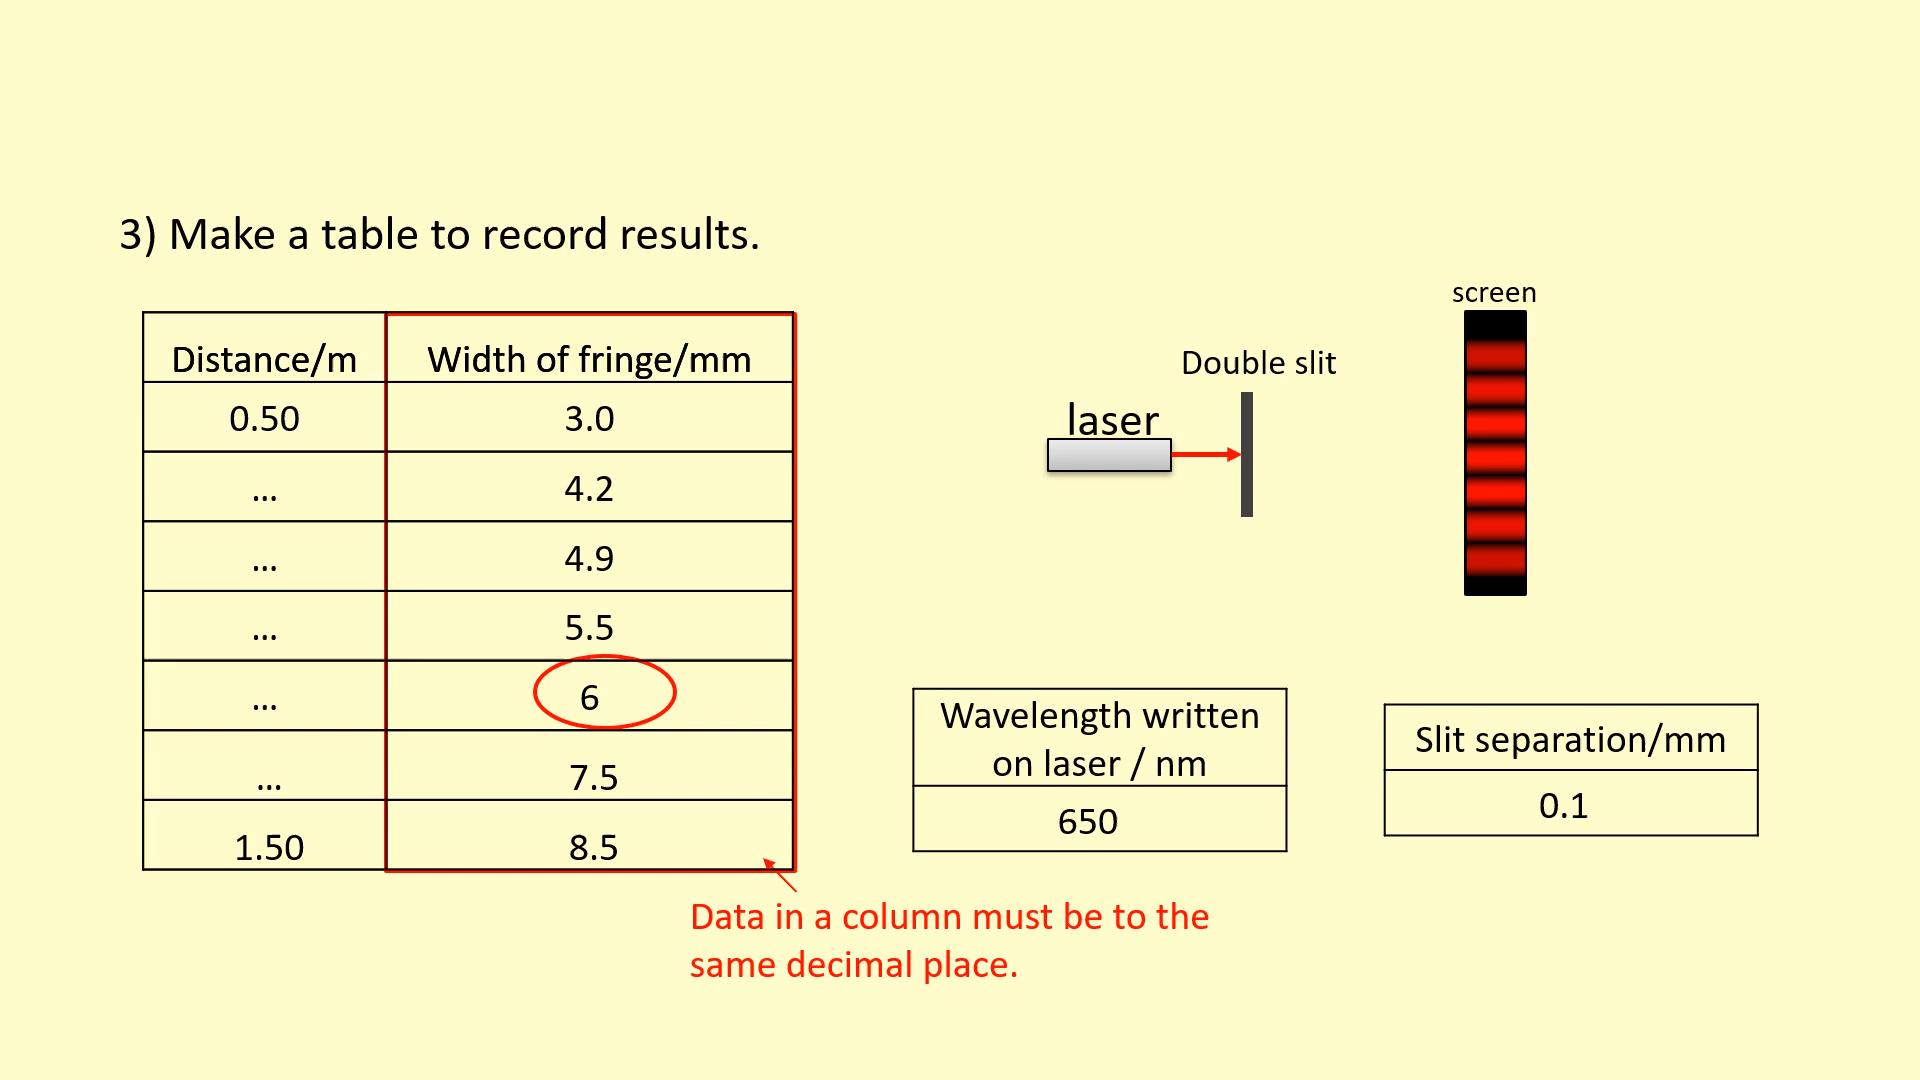 3) Make a table to record results.
Distance/m Width of fringe/mm
0.50 3.0
... 4.2
... 4.9
... 5.5
... 6
... 7.5
1.50 8.5
Data in a column must be to the
same decimal place.
screen
Double slit
laser
Wavelength written
on laser / nm
650
Slit separation/mm
0.1